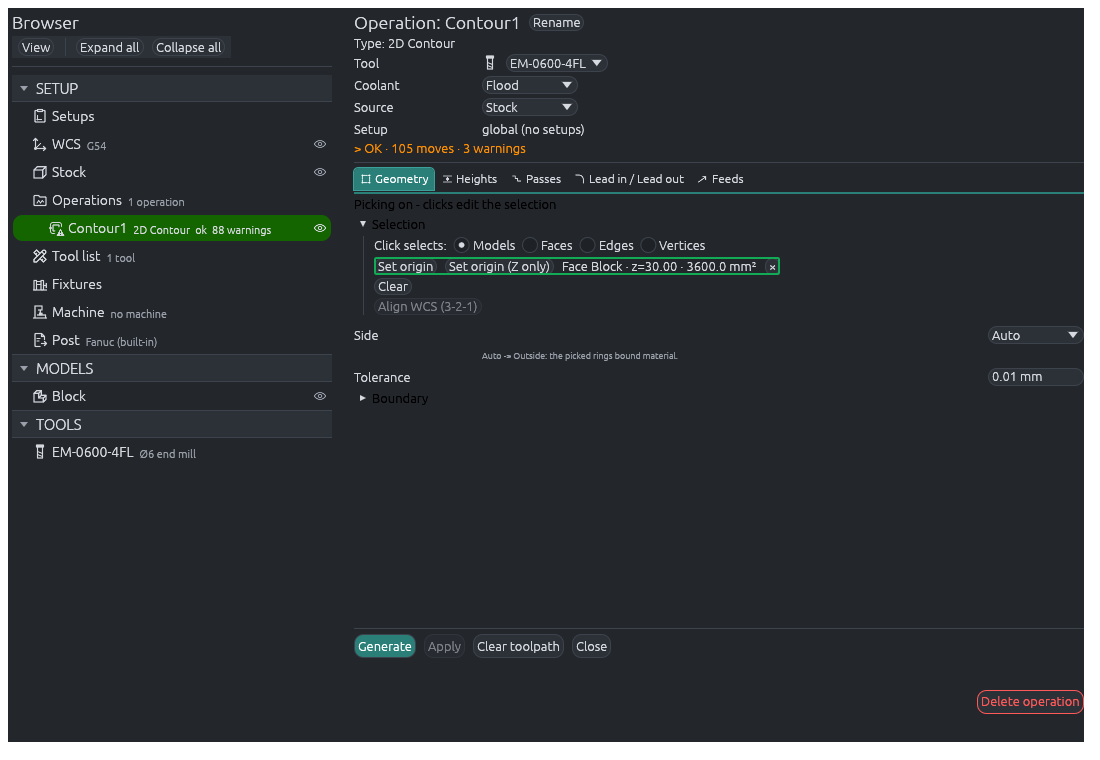 Browser
View Expand all Collapse all
SETUP
Setups
WCS G54
Stock
Operations 1 operation
Contour1 2D Contour ok 88 warnings
Tool list 1 tool
Fixtures
Machine no machine
Post Fanuc (built-in)
MODELS
Block
TOOLS
EM-0600-4FL Ø6 end mill
Operation: Contour1 Rename
Type: 2D Contour
Tool EM-0600-4FL
Coolant Flood
Source Stock
Setup global (no setups)
> OK · 105 moves · 3 warnings
Geometry Heights Passes Lead in / Lead out Feeds
Picking on - clicks edit the selection
Selection
Click selects: Models Faces Edges Vertices
Set origin Set origin (Z only) Face Block · z=30.00 · 3600.0 mm² ×
Clear
Align WCS (3-2-1)
Side Auto
Auto -> Outside: the picked rings bound material.
Tolerance 0.01 mm
Boundary
Generate Apply Clear toolpath Close
Delete operation